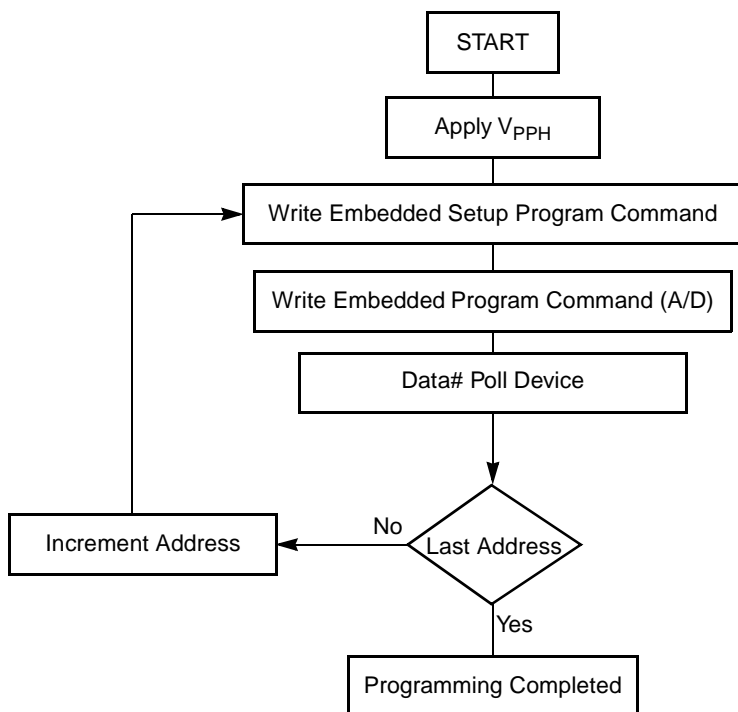 START
Apply VPPH
Write Embedded Setup Program Command
Write Embedded Program Command (A/D)
Data# Poll Device
No
Increment Address
Last Address
Yes
Programming Completed